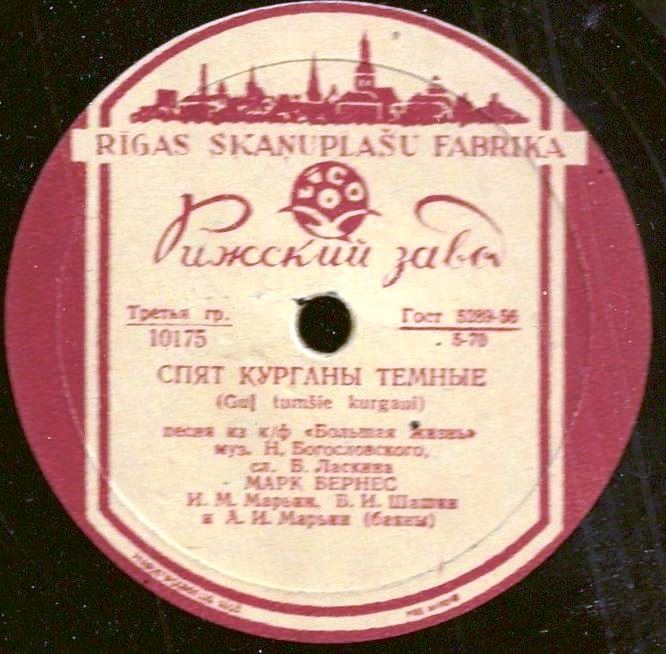 RĪGAS SKAŅUPLAŠU FABRIKA
Рижский завод
Третья гр.
10175
Гост 5289-56
5-70
СПЯТ КУРГАНЫ ТЕМНЫЕ
(Guļ tumšie kurgani)
песня из к/ф «Большая жизнь»
муз. Н. Богословского,
сл. Б. Ласкина
МАРК БЕРНЕС
И. М. Марьин, Б. И. Шашин
и А. И. Марьин (баяны)